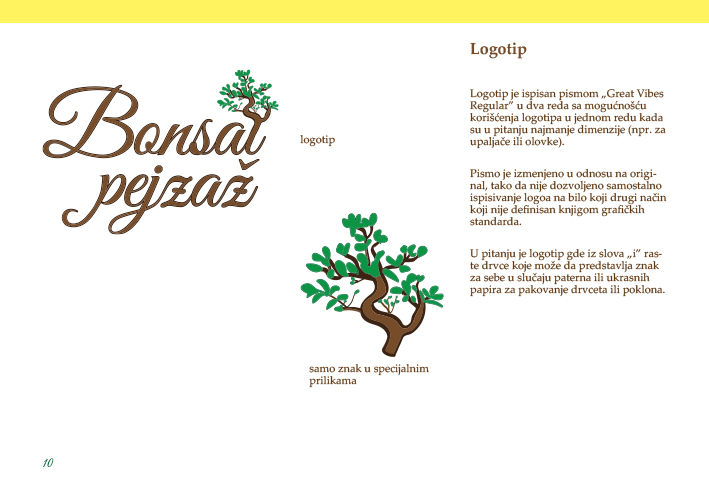 Bonsai
pejzaž
logotip
samo znak u specijalnim
prilikama
Logotip
Logotip je ispisan pismom „Great Vibes
Regular” u dva reda sa mogućnošću
korišćenja logotipa u jednom redu kada
su u pitanju najmanje dimenzije (npr. za
upaljače ili olovke).
Pismo je izmenjeno u odnosu na origi-
nal, tako da nije dozvoljeno samostalno
ispisivanje logoa na bilo koji drugi način
koji nije definisan knjigom grafičkih
standarda.
U pitanju je logotip gde iz slova „i” ras-
te drvce koje može da predstavlja znak
za sebe u slučaju paterna ili ukrasnih
papira za pakovanje drvceta ili poklona.
10